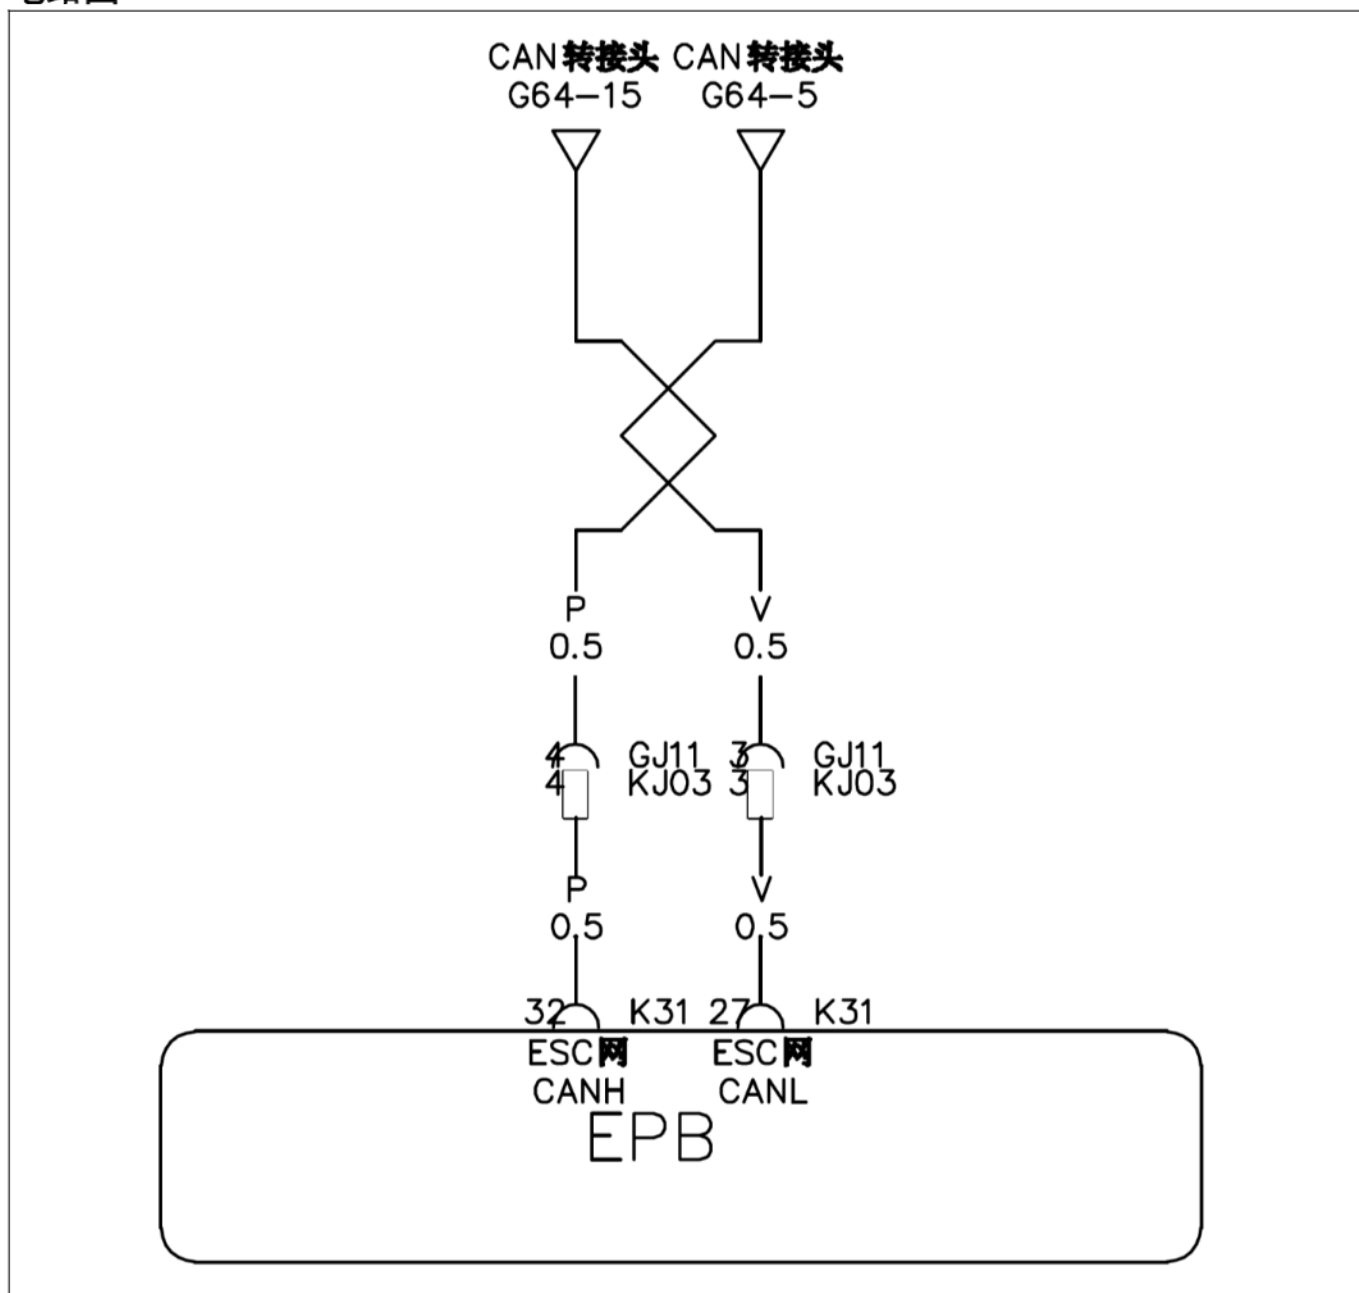 CAN转接头 CAN转接头
G64-15 G64-5
P V
0.5 0.5
4 GJ11 3 GJ11
4 KJ03 3 KJ03
P V
0.5 0.5
32 K31 27 K31
ESC网 ESC网
CANH CANL
EPB